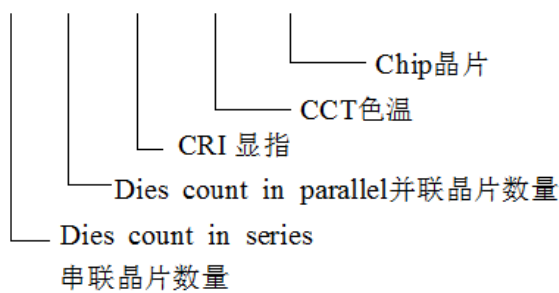 Chip晶片
CCT色温
CRI 显指
Dies count in parallel并联晶片数量
Dies count in series
串联晶片数量